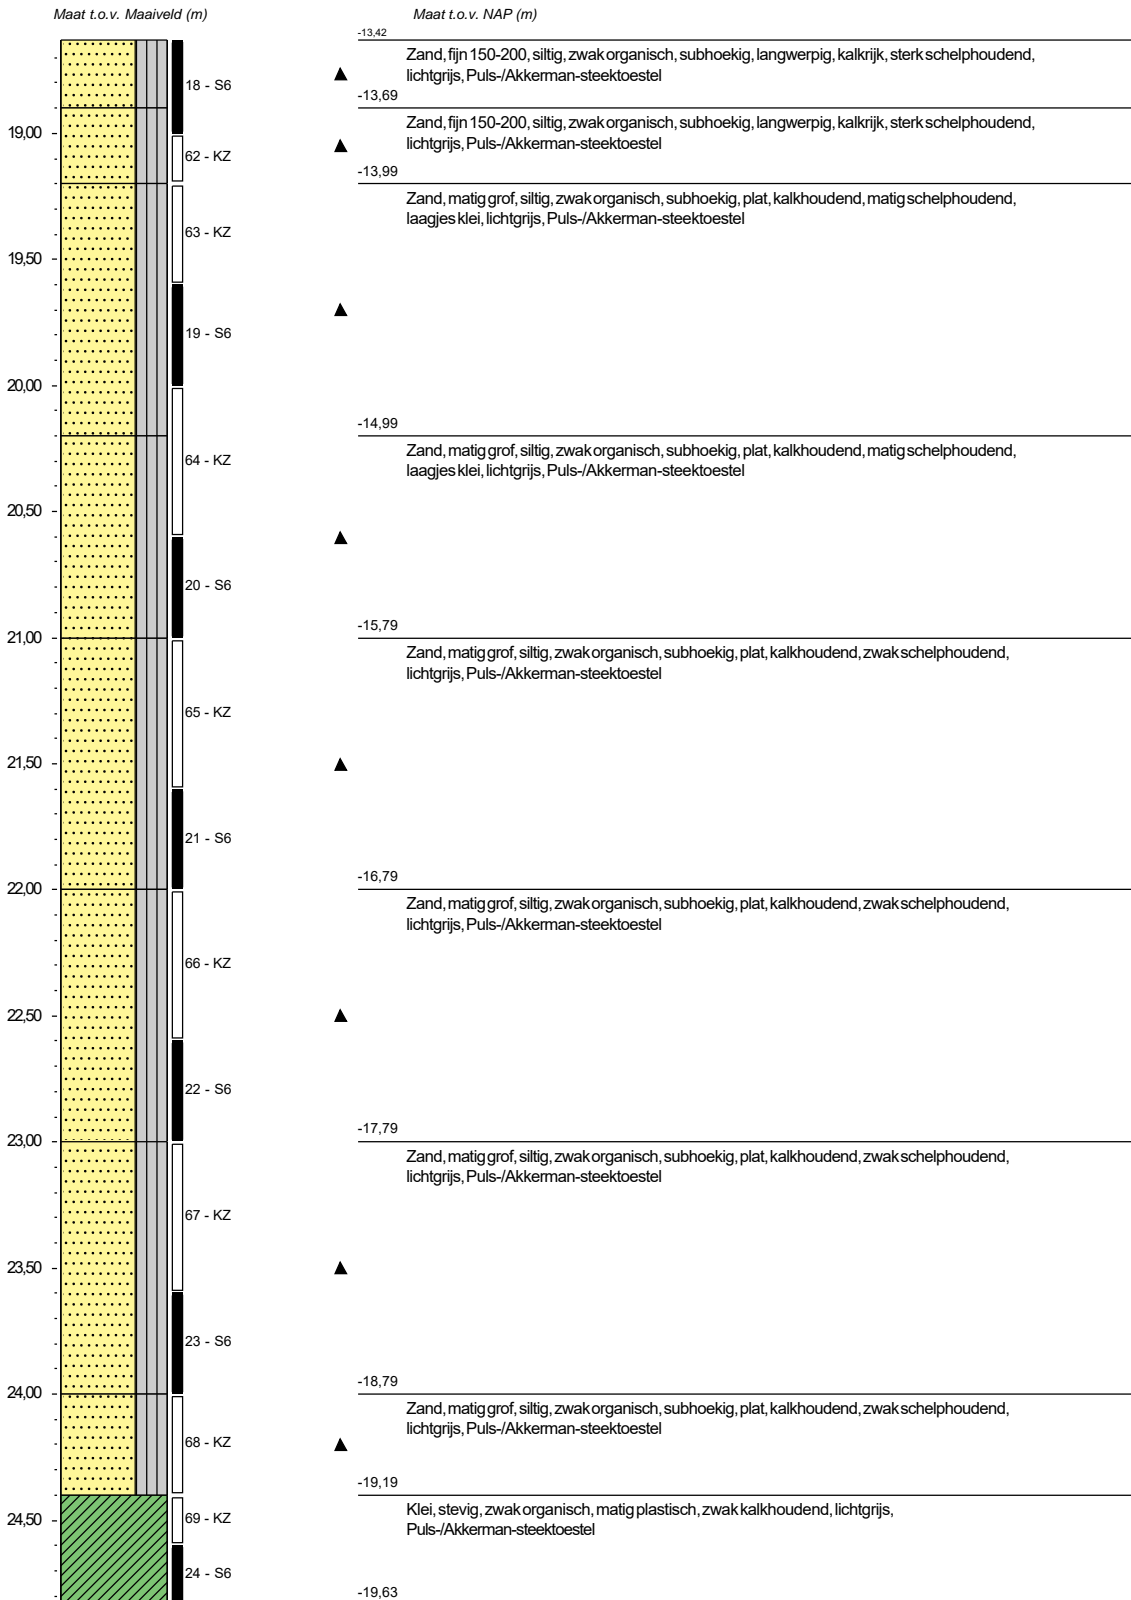 Maat t.o.v. Maaiveld (m)
Maat t.o.v. NAP (m)
-13,42
Zand, fijn 150-200, siltig, zwak organisch, subhoekig, langwerpig, kalkrijk, sterk schelphoudend,
lichtgrijs, Puls-/Akkerman-steektoestel
18 - S6
-13,69
Zand, fijn 150-200, siltig, zwak organisch, subhoekig, langwerpig, kalkrijk, sterk schelphoudend,
lichtgrijs, Puls-/Akkerman-steektoestel
19,00
62 - KZ
-13,99
Zand, matig grof, siltig, zwak organisch, subhoekig, plat, kalkhoudend, matig schelphoudend,
laagjes klei, lichtgrijs, Puls-/Akkerman-steektoestel
63 - KZ
19,50
19 - S6
20,00
-14,99
Zand, matig grof, siltig, zwak organisch, subhoekig, plat, kalkhoudend, matig schelphoudend,
laagjes klei, lichtgrijs, Puls-/Akkerman-steektoestel
64 - KZ
20,50
20 - S6
21,00
-15,79
Zand, matig grof, siltig, zwak organisch, subhoekig, plat, kalkhoudend, zwak schelphoudend,
lichtgrijs, Puls-/Akkerman-steektoestel
65 - KZ
21,50
21 - S6
22,00
-16,79
Zand, matig grof, siltig, zwak organisch, subhoekig, plat, kalkhoudend, zwak schelphoudend,
lichtgrijs, Puls-/Akkerman-steektoestel
66 - KZ
22,50
22 - S6
23,00
-17,79
Zand, matig grof, siltig, zwak organisch, subhoekig, plat, kalkhoudend, zwak schelphoudend,
lichtgrijs, Puls-/Akkerman-steektoestel
67 - KZ
23,50
23 - S6
24,00
-18,79
Zand, matig grof, siltig, zwak organisch, subhoekig, plat, kalkhoudend, zwak schelphoudend,
lichtgrijs, Puls-/Akkerman-steektoestel
68 - KZ
-19,19
Klei, stevig, zwak organisch, matig plastisch, zwak kalkhoudend, lichtgrijs,
Puls-/Akkerman-steektoestel
24,50
69 - KZ
24 - S6
-19,63